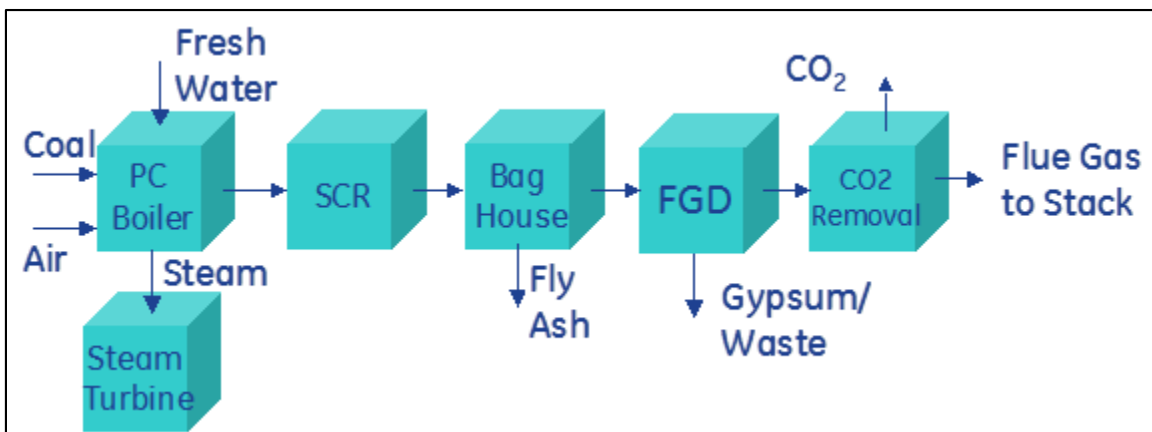 Fresh
Water
CO₂
Coal
PC
Boiler
SCR
Bag
House
FGD
CO2
Removal
Flue Gas
to Stack
Air
Steam
Fly
Ash
Gypsum/
Waste
Steam
Turbine